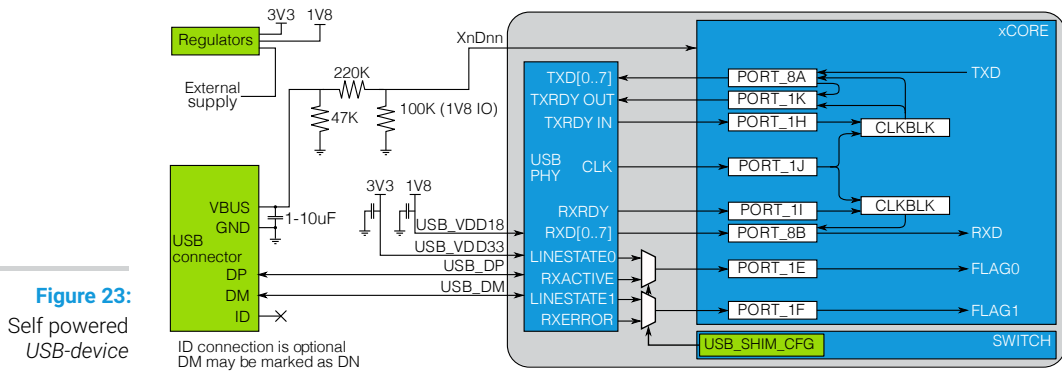 3V3
1V8
Regulators
External
supply
XnDnn
220K
47K
100K (1V8 IO)
3V3
1V8
VBUS
GND
USB
connector
DP
DM
ID
1-10uF
USB_VDD18
USB_VDD33
USB_DP
USB_DM
ID connection is optional
DM may be marked as DN
TXD[0..7]
TXRDY OUT
TXRDY IN
USB
PHY
CLK
RXRDY
RXD[0..7]
LINESTATE0
RXACTIVE
LINESTATE1
RXERROR
xCORE
PORT_8A
PORT_1K
PORT_1H
PORT_1J
PORT_1I
PORT_8B
PORT_1E
PORT_1F
CLKBLK
CLKBLK
TXD
RXD
FLAG0
FLAG1
USB_SHIM_CFG
SWITCH
Figure 23:
Self powered
USB-device